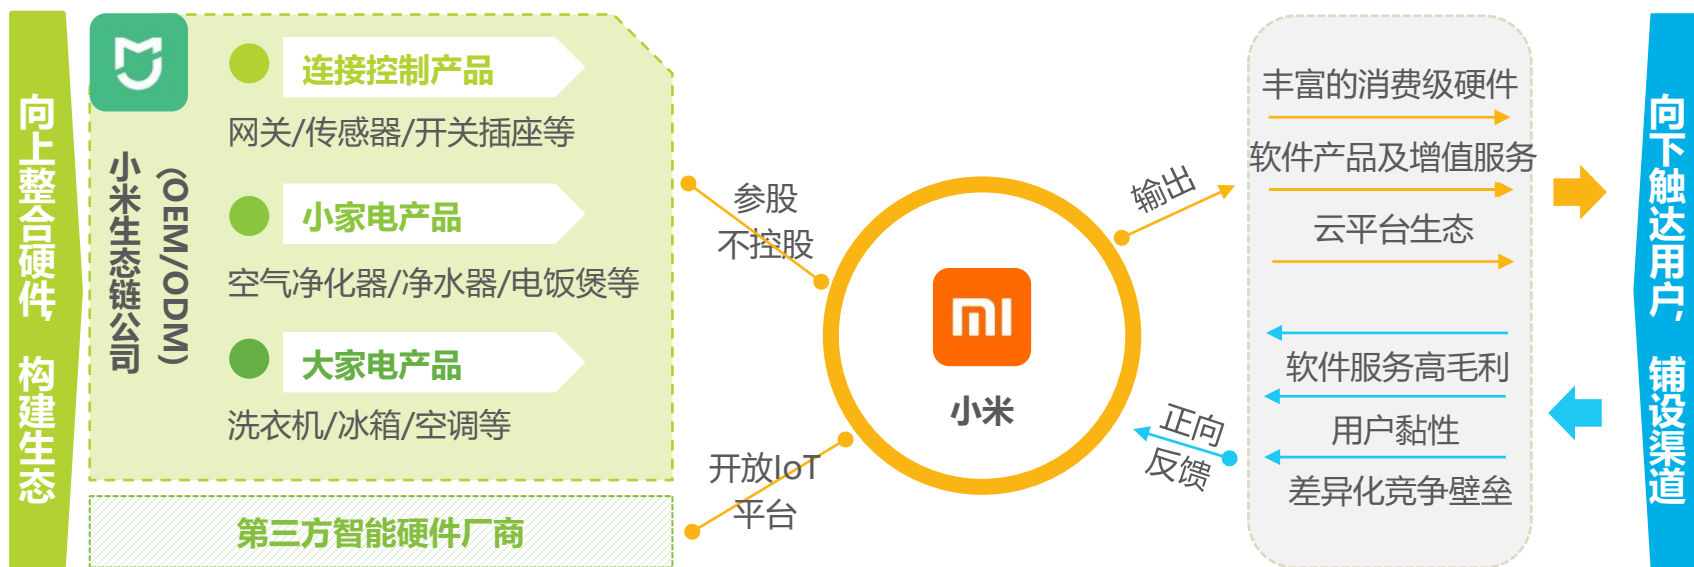 向上整合硬件，构建生态
小米生态链公司
(OEM/ODM)
连接控制产品
网关/传感器/开关插座等
小家电产品
空气净化器/净水器/电饭煲等
大家电产品
洗衣机/冰箱/空调等
第三方智能硬件厂商
参股
不控股
开放IoT
平台
mi
小米
输出
正向
反馈
丰富的消费级硬件
软件产品及增值服务
云平台生态
软件服务高毛利
用户黏性
差异化竞争壁垒
向下触达用户，铺设渠道